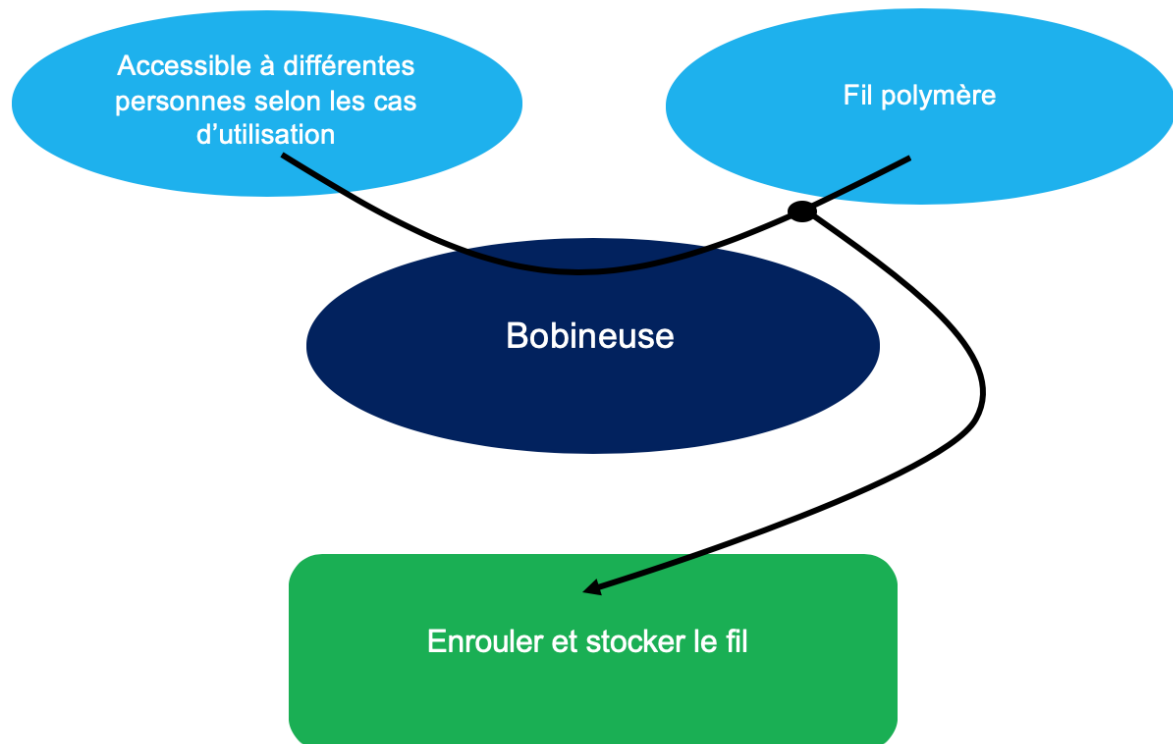 Accessible à différentes
personnes selon les cas
d’utilisation
Fil polymère
Bobineuse
Enrouler et stocker le fil